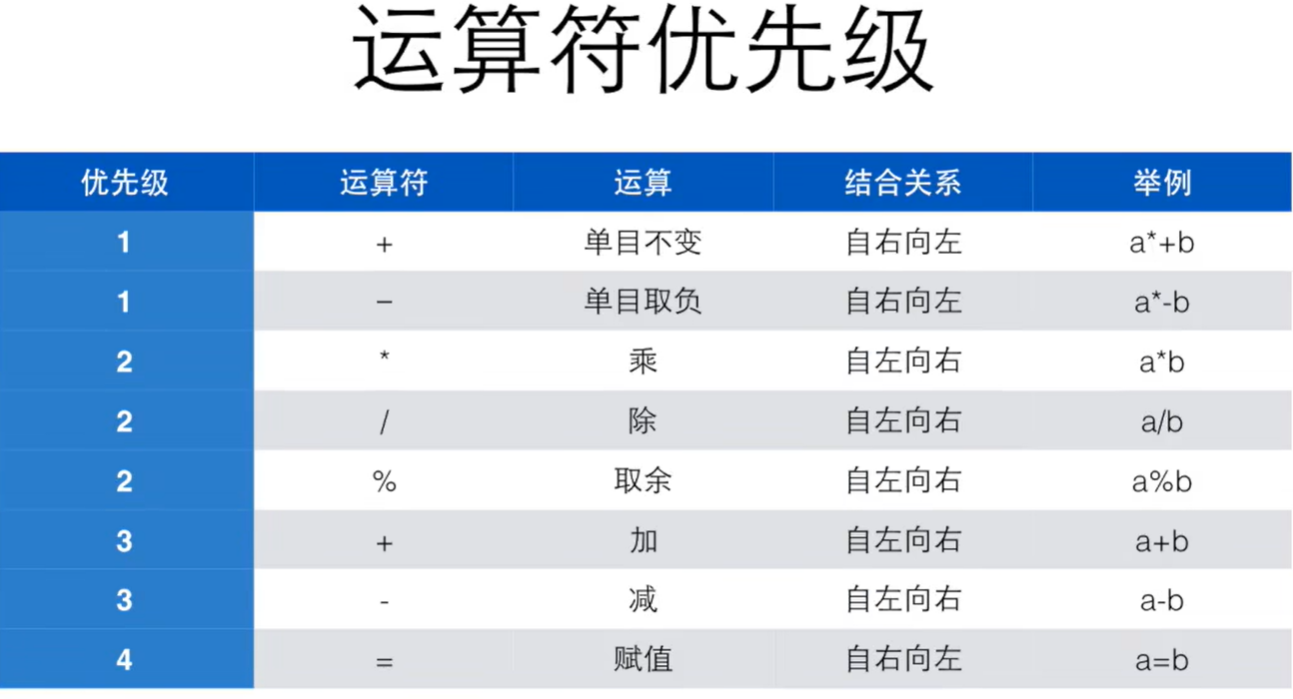 运算符优先级
优先级 运算符 运算 结合关系 举例
1 + 单目不变 自右向左 a*+b
1 − 单目取负 自右向左 a*-b
2 * 乘 自左向右 a*b
2 / 除 自左向右 a/b
2 % 取余 自左向右 a%b
3 + 加 自左向右 a+b
3 - 减 自左向右 a-b
4 = 赋值 自右向左 a=b